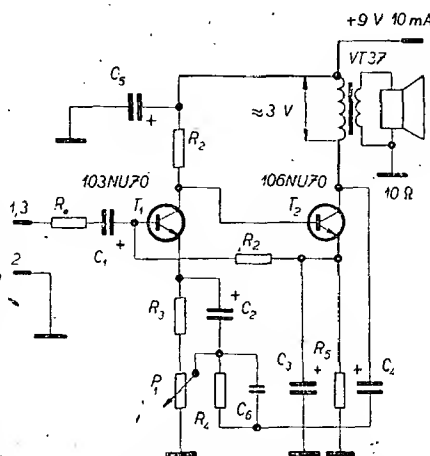 +9 V 10 mA
VT37
C5
+
R2
≈3 V
103NU70
106NU70
10 Ω
1,3
R.
C1
+
T1
T2
R2
2
R3
+
C2
C3
+
R5
+
C4
P1
R4
C6